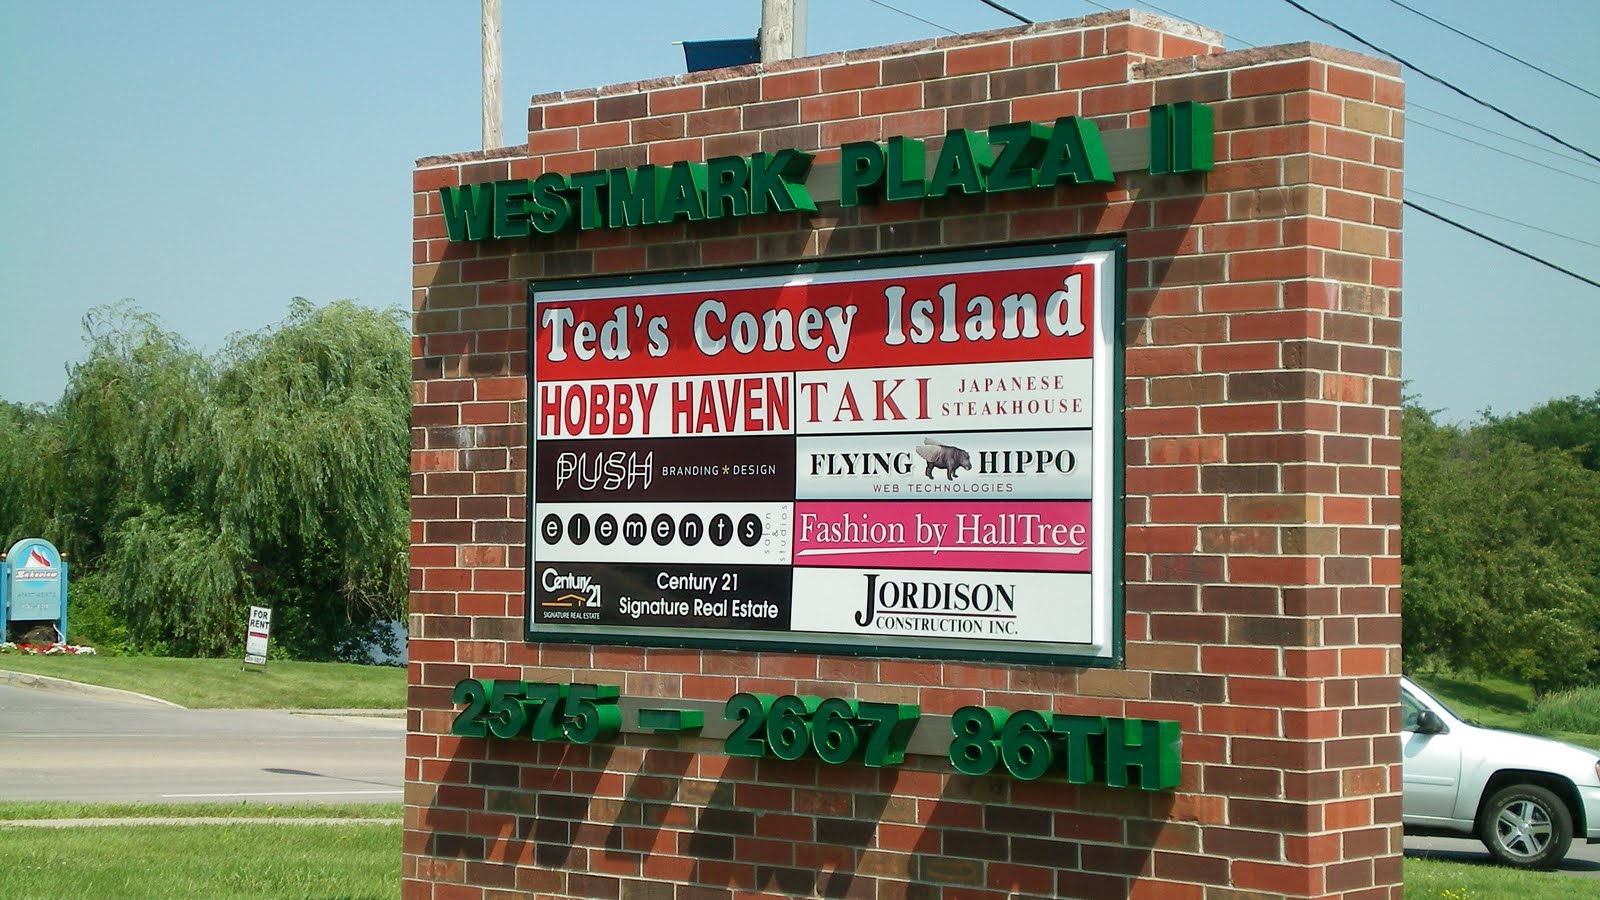 WESTMARK PLAZA II
Ted's Coney Island
HOBBY HAVEN
TAKI JAPANESE
STEAKHOUSE
PUSH BRANDING * DESIGN
FLYING HIPPO
WEB TECHNOLOGIES
elements salon
&
studios
Fashion by HallTree
Century 21
SIGNATURE REAL ESTATE
Century 21
Signature Real Estate
JORDISON
CONSTRUCTION INC.
2575 - 2667 86TH
Lakeview
APARTMENTS
FOR
RENT